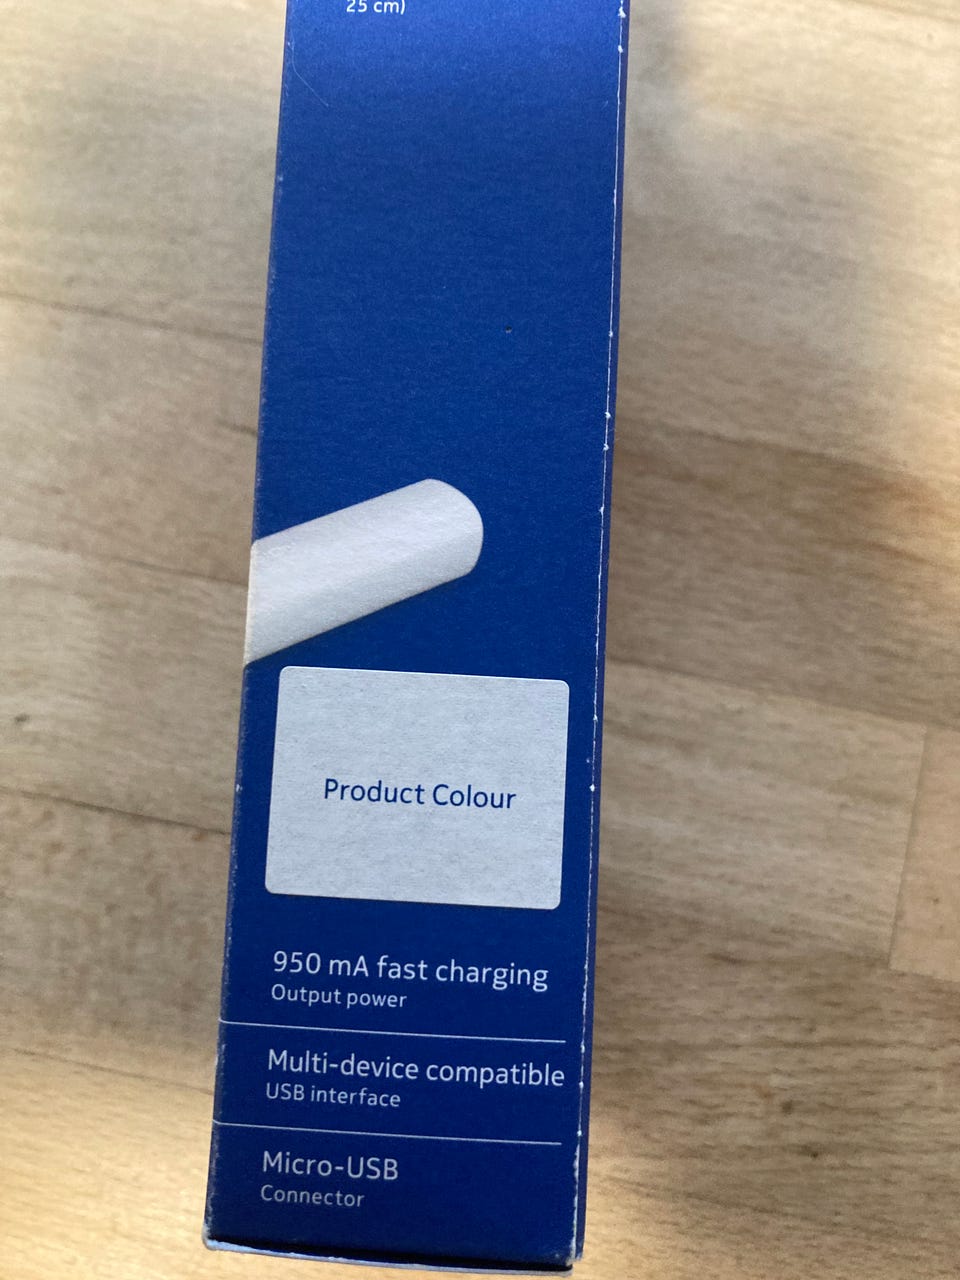 25 cm)
Product Colour
950 mA fast charging
Output power
Multi-device compatible
USB interface
Micro-USB
Connector